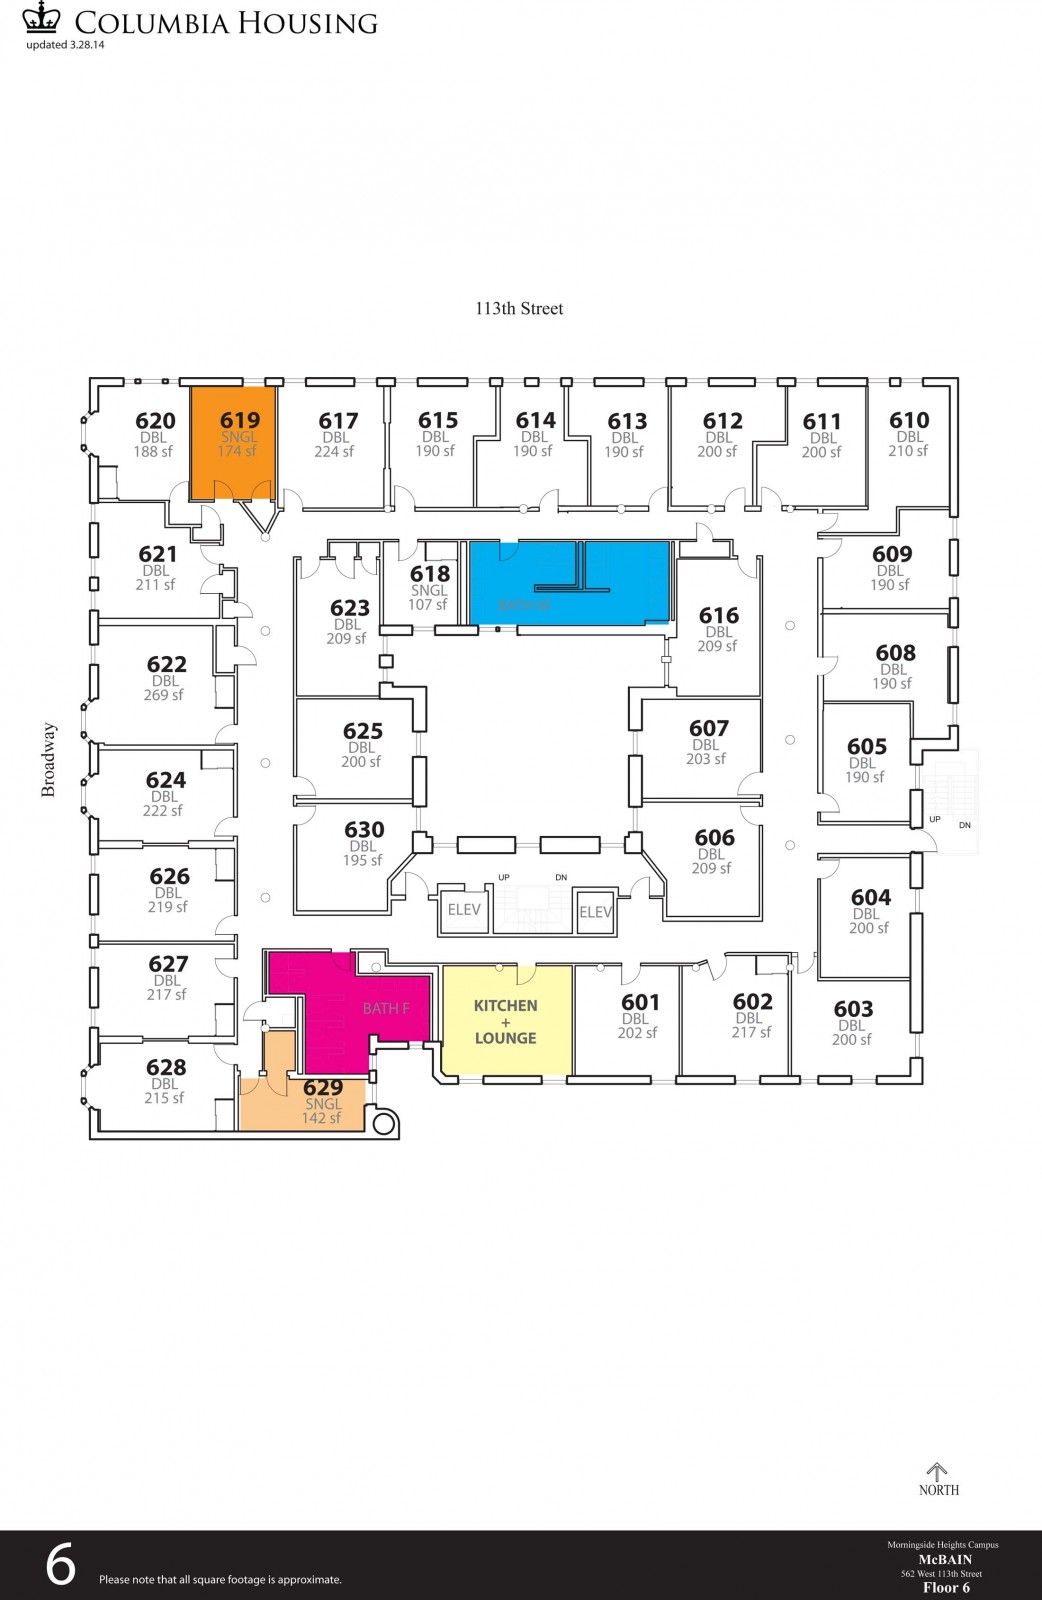 COLUMBIA HOUSING
updated 3.28.14
113th Street
Broadway
620
DBL
188 sf
619
SNGL
174 sf
617
DBL
224 sf
615
DBL
190 sf
614
DBL
190 sf
613
DBL
190 sf
612
DBL
200 sf
611
DBL
200 sf
610
DBL
210 sf
621
DBL
211 sf
623
DBL
209 sf
618
SNGL
107 sf
616
DBL
209 sf
609
DBL
190 sf
622
DBL
269 sf
608
DBL
190 sf
625
DBL
200 sf
607
DBL
203 sf
605
DBL
190 sf
624
DBL
222 sf
630
DBL
195 sf
606
DBL
209 sf
UP
DN
626
DBL
219 sf
UP
DN
ELEV
ELEV
604
DBL
200 sf
627
DBL
217 sf
BATH F
KITCHEN
+
LOUNGE
601
DBL
202 sf
602
DBL
217 sf
603
DBL
200 sf
628
DBL
215 sf
629
SNGL
142 sf
NORTH
6
Please note that all square footage is approximate.
Morningside Heights Campus
McBAIN
562 West 113th Street
Floor 6